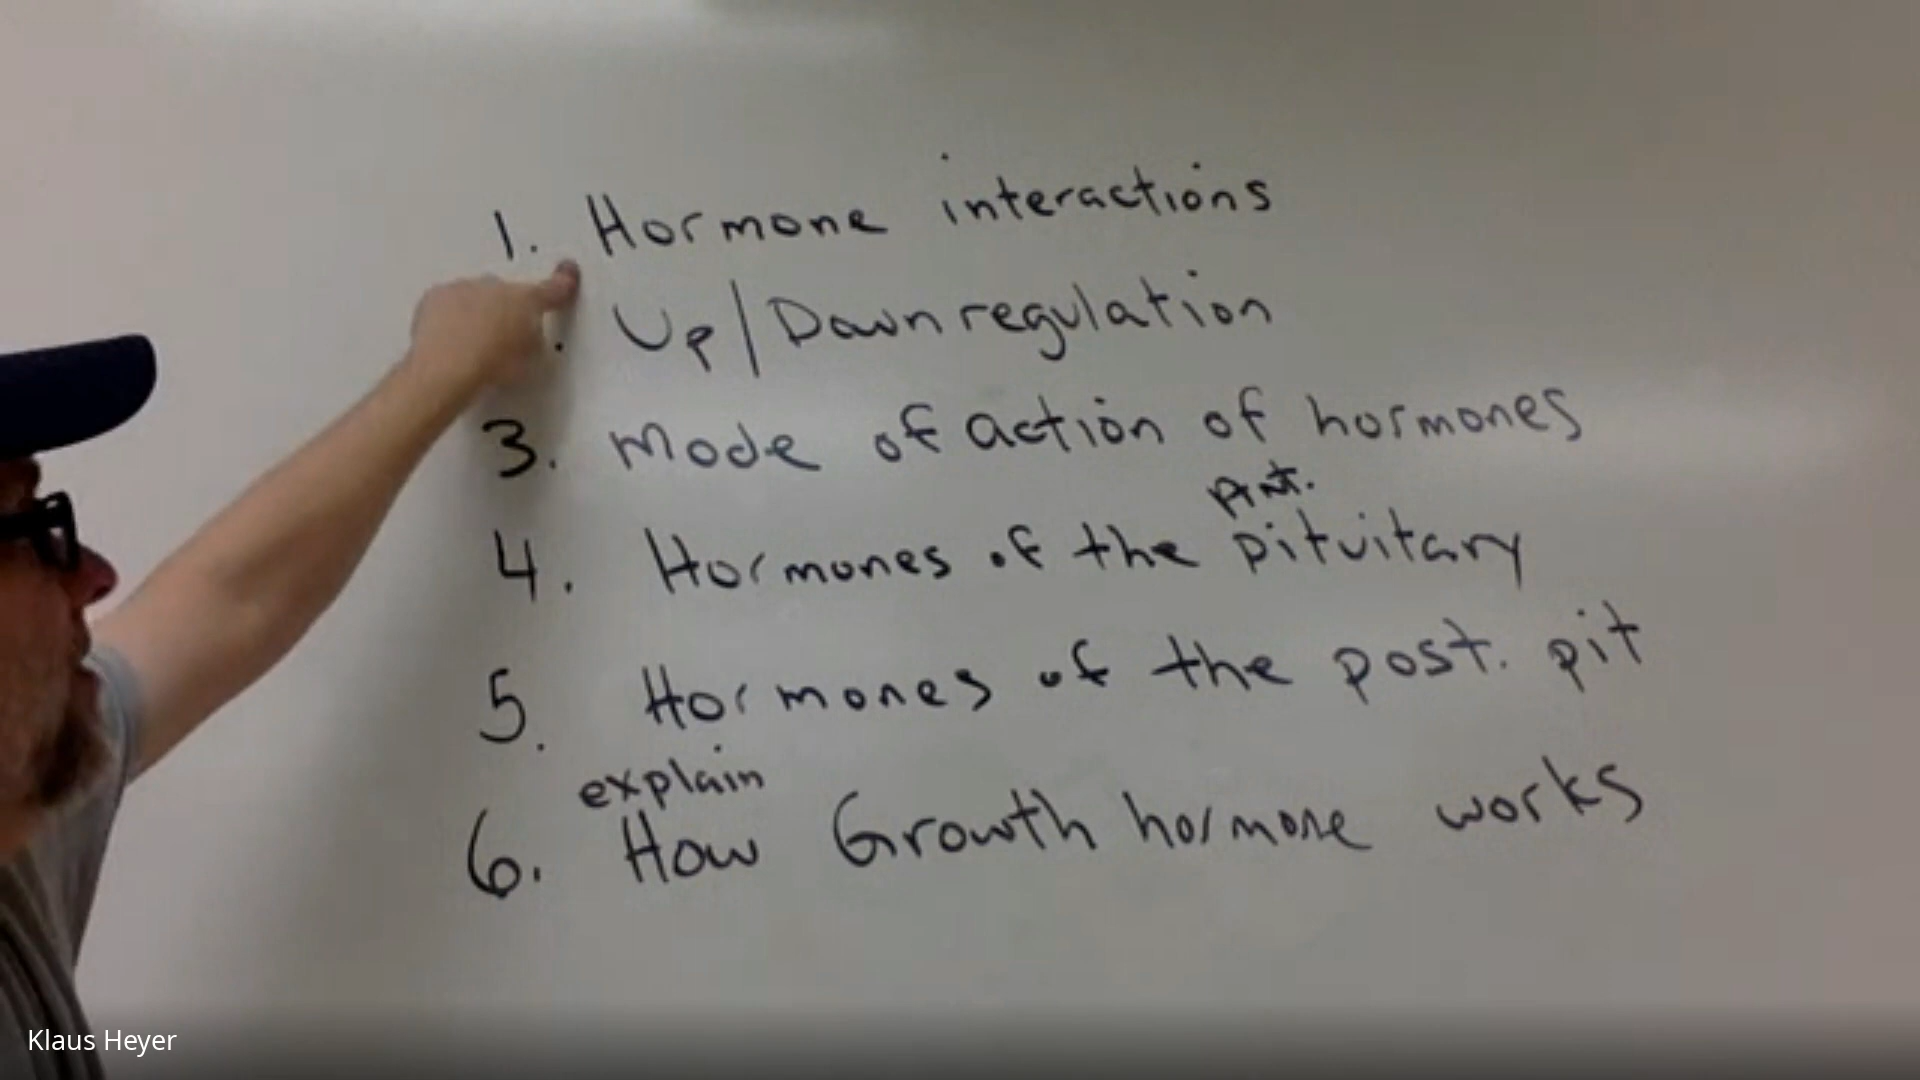 1. Hormone interactions
. Up/Down regulation
3. Mode of action of hormones
Ant.
4. Hormones of the pituitary
5. Hormones of the post. pit
explain
6. How Growth hormone works
Klaus Heyer